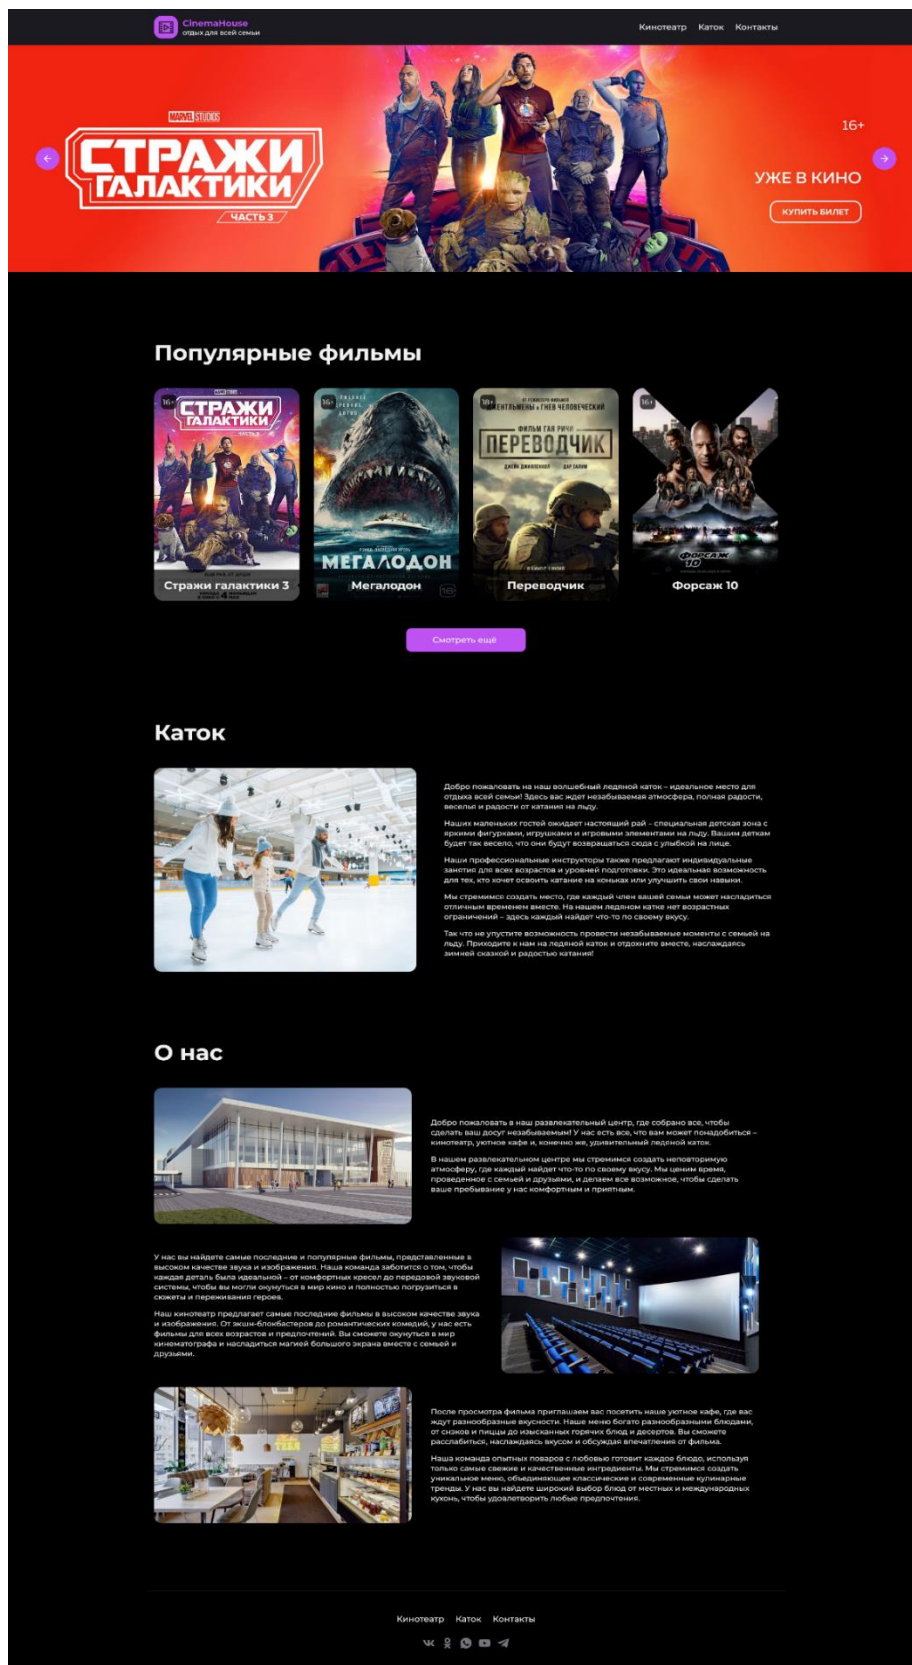 CinemaHouse
отдых для всей семьи
Кинотеатр Каток Контакты
MARVEL STUDIOS
СТРАЖИ
ГАЛАКТИКИ
ЧАСТЬ 3
16+
УЖЕ В КИНО
КУПИТЬ БИЛЕТ
Популярные фильмы
16+
СТРАЖИ
ГАЛАКТИКИ
Стражи галактики 3
16+
МЕГАЛОДОН
Мегалодон
18+
ФИЛЬМ ГАЯ РИЧИ
ПЕРЕВОДЧИК
ДЖЕЙК ДЖИЛЛЕНХОЛ ДАР САЛИМ
Переводчик
16+
ФОРСАЖ
10
Форсаж 10
Смотреть ещё
Каток
Добро пожаловать на наш волшебный ледяной каток – идеальное место для
отдыха всей семьи! Здесь вас ждет незабываемая атмосфера, полная радости,
веселья и радости от катания на льду.
Наших маленьких гостей ожидает настоящий рай – специальная детская зона с
яркими фигурками, игрушками и игровыми элементами на льду. Вашим деткам
будет так весело, что они будут возвращаться сюда с улыбкой на лице.
Наши профессиональные инструкторы также предлагают индивидуальные
занятия для всех возрастов и уровней подготовки. Это идеальная возможность
для тех, кто хочет освоить катание на коньках или улучшить свои навыки.
Мы стремимся создать место, где каждый член вашей семьи может насладиться
отличным временем вместе. На нашем ледяном катке нет возрастных
ограничений – здесь каждый найдет что-то по своему вкусу.
Так что не упустите возможность провести незабываемые моменты с семьей на
льду. Приходите к нам на ледяной каток и отдохните вместе, наслаждаясь
зимней сказкой и радостью катания!
О нас
Добро пожаловать в наш развлекательный центр, где собрано все, чтобы
сделать ваш досуг незабываемым! У нас есть все, что вам может понадобиться –
кинотеатр, уютное кафе и, конечно же, удивительный ледяной каток.
В нашем развлекательном центре мы стремимся создать неповторимую
атмосферу, где каждый найдет что-то по своему вкусу. Мы ценим время,
проведенное с семьей и друзьями, и делаем все возможное, чтобы сделать
ваше пребывание у нас комфортным и приятным.
У нас вы найдете самые последние и популярные фильмы, представленные в
высоком качестве звука и изображения. Наша команда заботится о том, чтобы
каждая деталь была идеальной – от комфортных кресел до передовой звуковой
системы, чтобы вы могли окунуться в мир кино и полностью погрузиться в
сюжеты и переживания героев.
Наш кинотеатр предлагает самые последние фильмы в высоком качестве звука
и изображения. От экшн-блокбастеров до романтических комедий, у нас есть
фильмы для всех возрастов и предпочтений. Вы сможете окунуться в мир
кинематографа и насладиться магией большого экрана вместе с семьей и
друзьями.
После просмотра фильма приглашаем вас посетить наше уютное кафе, где вас
ждут разнообразные вкусности. Наше меню богато разнообразными блюдами,
от снэков и пиццы до изысканных горячих блюд и десертов. Вы сможете
расслабиться, наслаждаясь вкусом и обсуждая впечатления от фильма.
Наша команда опытных поваров с любовью готовит каждое блюдо, используя
только самые свежие и качественные ингредиенты. Мы стремимся создать
уникальное меню, объединяющее классические и современные кулинарные
тренды. У нас вы найдете широкий выбор блюд от местных и международных
кухонь, чтобы удовлетворить любые предпочтения.
Кинотеатр Каток Контакты